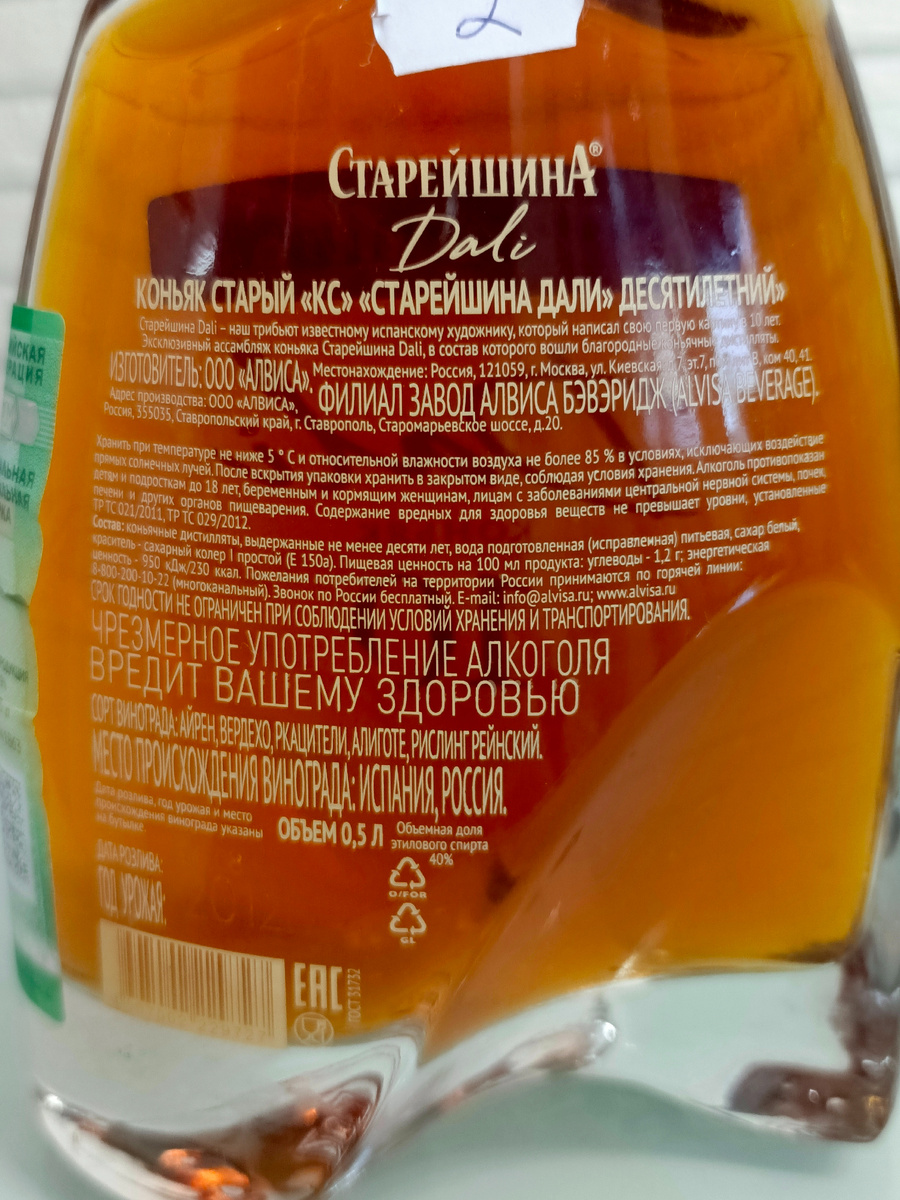 2
СТАРЕЙШИНА®
Dali
КОНЬЯК СТАРЫЙ «КС» «СТАРЕЙШИНА ДАЛИ» ДЕСЯТИЛЕТНИЙ»
Старейшина Dali – наш трибьют известному испанскому художнику, который написал свою первую в 10 лет.
Эксклюзивный ассамбляж коньяка Старейшина Dali, в состав которого вошли благородные дистилляты.
ИЗГОТОВИТЕЛЬ: ООО «АЛВИСА». Местонахождение: Россия, 121059, г. Москва, ул. Киевская эт.7, ком 40,41.
Адрес производства: ООО «АЛВИСА», ФИЛИАЛ ЗАВОД АЛВИСА БЭВЭРИДЖ (ALVISA BEVERAGE).
Россия, 355035, Ставропольский край, г. Ставрополь, Старомарьевское шоссе, д.20.
Хранить при температуре не ниже 5 °С и относительной влажности воздуха не более 85 % в условиях, исключающих воздействие
прямых солнечных лучей. После вскрытия упаковки хранить в закрытом виде, соблюдая условия хранения. Алкоголь противопоказан
детям и подросткам до 18 лет, беременным и кормящим женщинам, лицам с заболеваниями центральной нервной системы, почек,
печени и других органов пищеварения. Содержание вредных для здоровья веществ не превышает уровни, установленные
ТР ТС 021/2011, ТР ТС 029/2012.
Состав: коньячные дистилляты, выдержанные не менее десяти лет, вода подготовленная (исправленная) питьевая, сахар белый,
краситель - сахарный колер I простой (Е 150а). Пищевая ценность на 100 мл продукта: углеводы - 1,2 г; энергетическая
ценность - 950 кДж/230 ккал. Пожелания потребителей на территории России принимаются по горячей линии:
8-800-200-10-22 (многоканальный). Звонок по России бесплатный. E-mail: info@alvisa.ru; www.alvisa.ru
СРОК ГОДНОСТИ НЕ ОГРАНИЧЕН ПРИ СОБЛЮДЕНИИ УСЛОВИЙ ХРАНЕНИЯ И ТРАНСПОРТИРОВАНИЯ.
ЧРЕЗМЕРНОЕ УПОТРЕБЛЕНИЕ АЛКОГОЛЯ
ВРЕДИТ ВАШЕМУ ЗДОРОВЬЮ
СОРТ ВИНОГРАДА: АЙРЕН, ВЕРДЕХО, РКАЦИТЕЛИ, АЛИГОТЕ, РИСЛИНГ РЕЙНСКИЙ.
МЕСТО ПРОИСХОЖДЕНИЯ ВИНОГРАДА: ИСПАНИЯ, РОССИЯ.
Дата розлива, год урожая и место
происхождения винограда указаны
на бутылке.
ОБЪЕМ 0,5 Л
Объемная доля
этилового спирта
40%
ДАТА РОЗЛИВА:
ГОД УРОЖАЯ:
O/FOR
GL
EAC
ГОСТ 31732